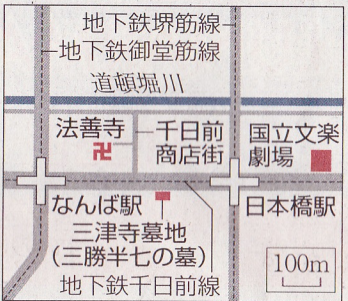 地下鉄堺筋線
地下鉄御堂筋線
道頓堀川
法善寺
卍
千日前
商店街
国立文楽
劇場
なんば駅
日本橋駅
三津寺墓地
(三勝半七の墓)
地下鉄千日前線
100m